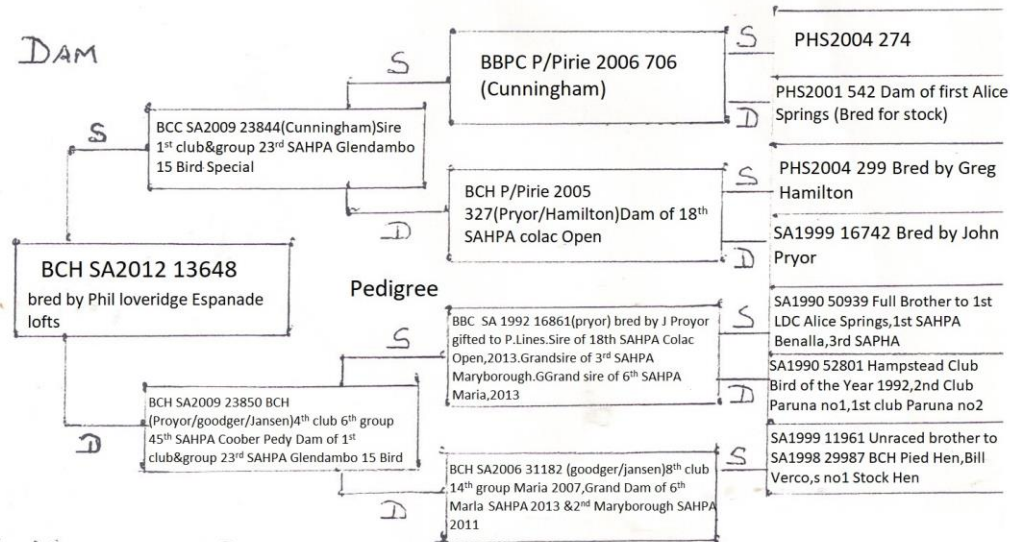 DAM
S
BCC SA2009 23844(Cunningham)Sire
1st club&group 23rd SAHPA Glendambo
15 Bird Special
S
BBPC P/Pirie 2006 706
(Cunningham)
S
PHS2004 274
D
PHS2001 542 Dam of first Alice
Springs (Bred for stock)
D
BCH P/Pirie 2005
327(Pryor/Hamilton)Dam of 18th
SAHPA colac Open
S
PHS2004 299 Bred by Greg
Hamilton
D
SA1999 16742 Bred by John
Pryor
BCH SA2012 13648
bred by Phil loveridge Espanade
lofts
Pedigree
D
BCH SA2009 23850 BCH
(Proyor/goodger/Jansen)4th club 6th group
45th SAHPA Coober Pedy Dam of 1st
club&group 23rd SAHPA Glendambo 15 Bird
S
BBC SA 1992 16861(pryor) bred by J Proyor
gifted to P.Lines.Sire of 18th SAHPA Colac
Open,2013.Grandsire of 3rd SAHPA
Maryborough.GGrand sire of 6th SAHPA
Maria,2013
S
SA1990 50939 Full Brother to 1st
LDC Alice Springs,1st SAHPA
Benalla,3rd SAPHA
D
SA1990 52801 Hampstead Club
Bird of the Year 1992,2nd Club
Paruna no1,1st club Paruna no2
D
BCH SA2006 31182 (goodger/jansen)8th club
14th group Maria 2007,Grand Dam of 6th
Marla SAHPA 2013 &2nd Maryborough SAHPA
2011
S
SA1999 11961 Unraced brother to
SA1998 29987 BCH Pied Hen,Bill
Verco,s no1 Stock Hen